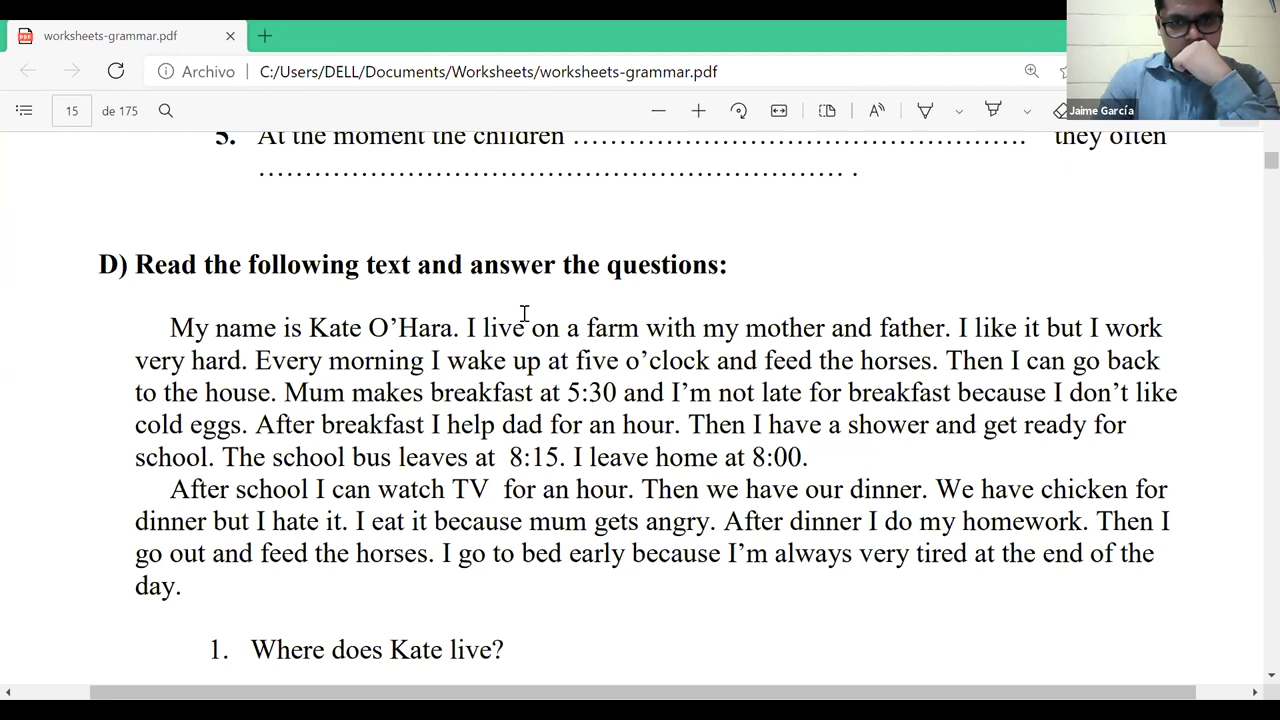 worksheets-grammar.pdf
Archivo C:/Users/DELL/Documents/Worksheets/worksheets-grammar.pdf
15 de 175
Jaime García
5. At the moment the children ……………………………………………. they often
……………………………………………………… .
D) Read the following text and answer the questions:
My name is Kate O’Hara. I live on a farm with my mother and father. I like it but I work
very hard. Every morning I wake up at five o’clock and feed the horses. Then I can go back
to the house. Mum makes breakfast at 5:30 and I’m not late for breakfast because I don’t like
cold eggs. After breakfast I help dad for an hour. Then I have a shower and get ready for
school. The school bus leaves at 8:15. I leave home at 8:00.
After school I can watch TV for an hour. Then we have our dinner. We have chicken for
dinner but I hate it. I eat it because mum gets angry. After dinner I do my homework. Then I
go out and feed the horses. I go to bed early because I’m always very tired at the end of the
day.
1. Where does Kate live?